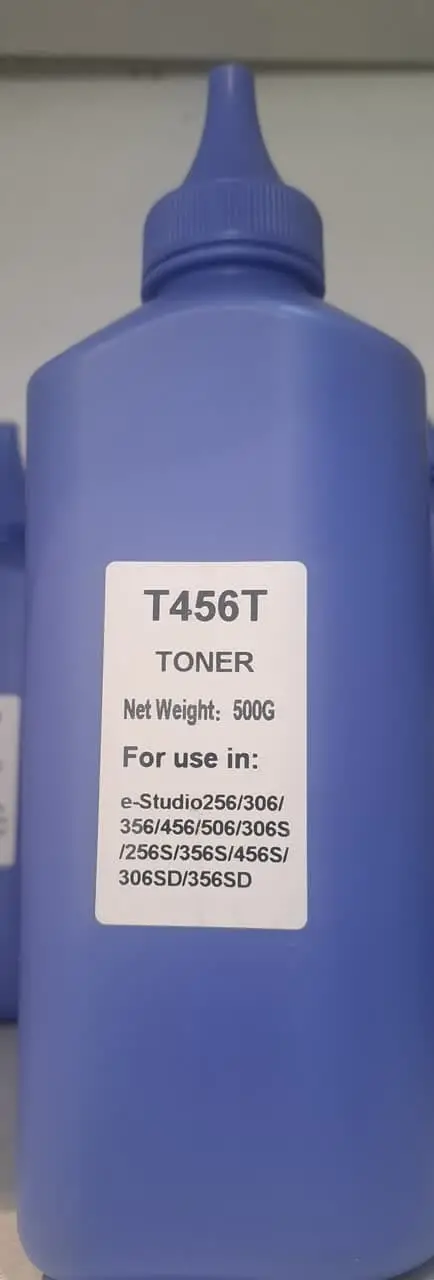 T456T
TONER
Net Weight: 500G
For use in:
e-Studio256/306/
356/456/506/306S
/256S/356S/456S/
306SD/356SD